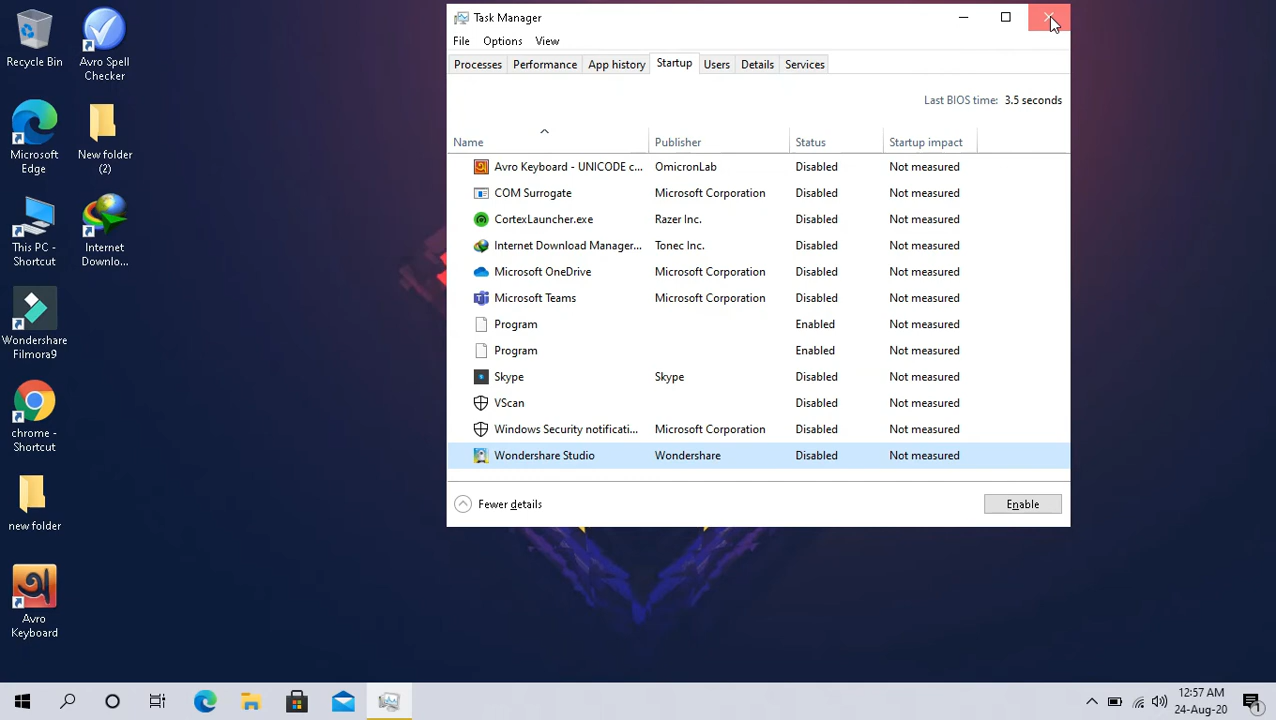 Recycle Bin
Avro Spell
Checker
Microsoft
Edge
New folder
(2)
This PC -
Shortcut
Internet
Downlo...
Wondershare
Filmora9
chrome -
Shortcut
new folder
Avro
Keyboard
Task Manager
File Options View
Processes Performance App history Startup Users Details Services
Last BIOS time: 3.5 seconds
Name Publisher Status Startup impact
Avro Keyboard - UNICODE c... OmicronLab Disabled Not measured
COM Surrogate Microsoft Corporation Disabled Not measured
CortexLauncher.exe Razer Inc. Disabled Not measured
Internet Download Manager... Tonec Inc. Disabled Not measured
Microsoft OneDrive Microsoft Corporation Disabled Not measured
Microsoft Teams Microsoft Corporation Disabled Not measured
Program Enabled Not measured
Program Enabled Not measured
Skype Skype Disabled Not measured
VScan Disabled Not measured
Windows Security notificati... Microsoft Corporation Disabled Not measured
Wondershare Studio Wondershare Disabled Not measured
Fewer details Enable
12:57 AM
24-Aug-20
1